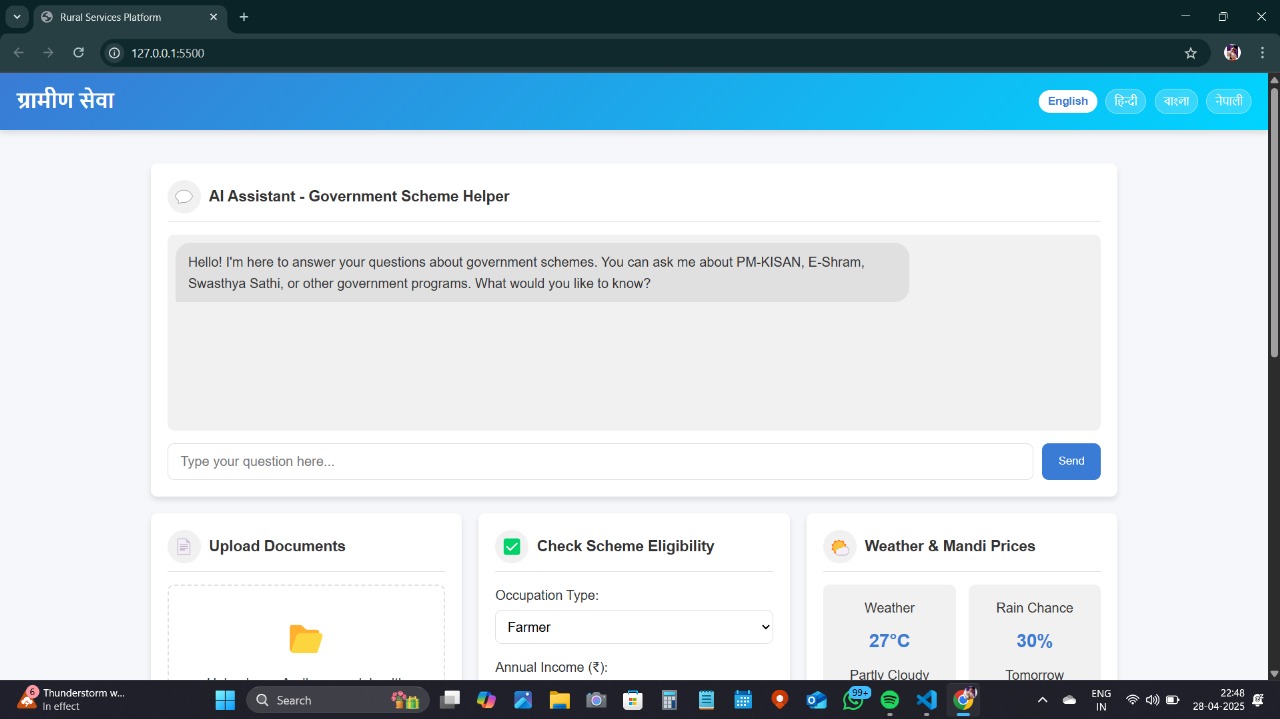 Rural Services Platform
127.0.0.1:5500
ग्रामीण सेवा
English
हिन्दी
বাংলা
नेपाली
AI Assistant - Government Scheme Helper
Hello! I'm here to answer your questions about government schemes. You can ask me about PM-KISAN, E-Shram,
Swasthya Sathi, or other government programs. What would you like to know?
Type your question here...
Send
Upload Documents
Check Scheme Eligibility
Occupation Type:
Farmer
Annual Income (₹):
Weather & Mandi Prices
Weather
27°C
Partly Cloudy
Rain Chance
30%
Tomorrow
6
Thunderstorm w...
In effect
Search
99+
ENG
IN
22:48
28-04-2025